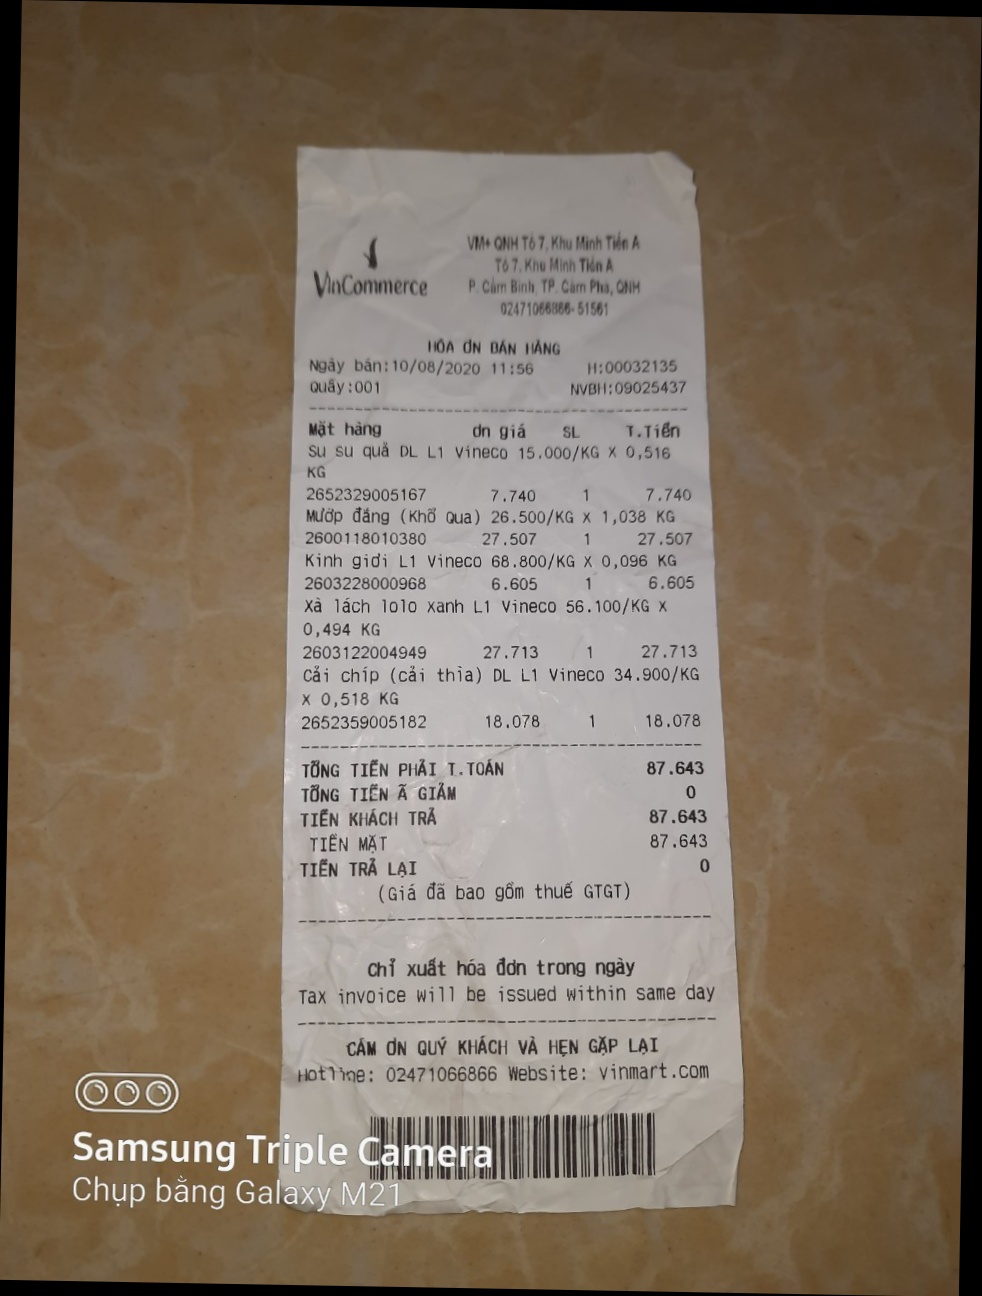 VinCommerce
VM+ QNH Tổ 7, Khu Minh Tiến A
Tổ 7, Khu Minh Tiến A
P. Cẩm Bình, TP. Cẩm Phả, QNH
02471066866-51561
HÓA ƠN BÁN HÀNG
Ngày bán:10/08/2020 11:56 H:00032135
Quầy:001 NVBH:09025437
Mặt hàng ơn giá SL T.Tiền
Su su quả DL L1 Vineco 15.000/KG X 0,516
KG
2652329005167 7.740 1 7.740
Mướp đắng (Khổ Qua) 26.500/KG X 1,038 KG
2600118010380 27.507 1 27.507
Kinh giới L1 Vineco 68.800/KG X 0,096 KG
2603228000968 6.605 1 6.605
Xà lách lolo xanh L1 Vineco 56.100/KG X
0,494 KG
2603122004949 27.713 1 27.713
Cải chíp (cải thìa) DL L1 Vineco 34.900/KG
X 0,518 KG
2652359005182 18.078 1 18.078
TỔNG TIỀN PHẢI T.TOÁN 87.643
TỔNG TIỀN Ã GIẢM 0
TIỀN KHÁCH TRẢ 87.643
TIỀN MẶT 87.643
TIỀN TRẢ LẠI 0
(Giá đã bao gồm thuế GTGT)
Chỉ xuất hóa đơn trong ngày
Tax invoice will be issued within same day
CẢM ƠN QUÝ KHÁCH VÀ HẸN GẶP LẠI
Hotline: 02471066866 Website: vinmart.com
Samsung Triple Camera
Chụp bằng Galaxy M21